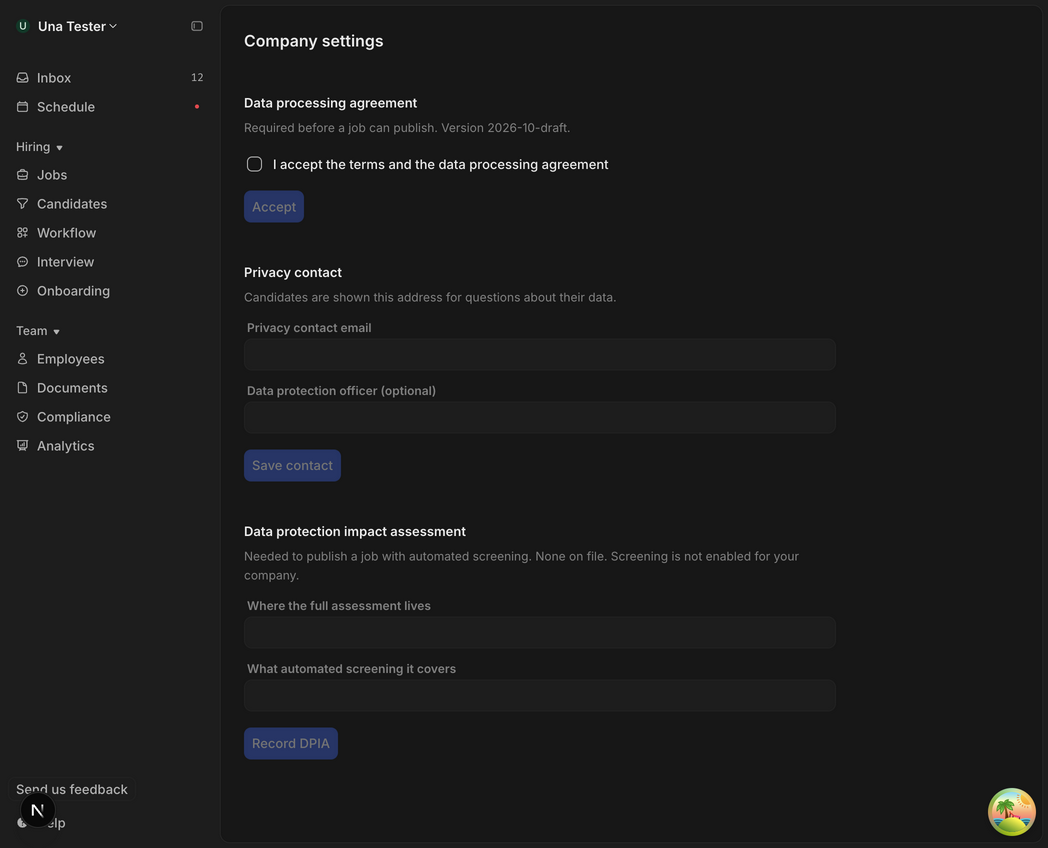 U Una Tester
Inbox 12
Schedule
Hiring
Jobs
Candidates
Workflow
Interview
Onboarding
Team
Employees
Documents
Compliance
Analytics
Send us feedback
N
Company settings
Data processing agreement
Required before a job can publish. Version 2026-10-draft.
I accept the terms and the data processing agreement
Accept
Privacy contact
Candidates are shown this address for questions about their data.
Privacy contact email
Data protection officer (optional)
Save contact
Data protection impact assessment
Needed to publish a job with automated screening. None on file. Screening is not enabled for your
company.
Where the full assessment lives
What automated screening it covers
Record DPIA